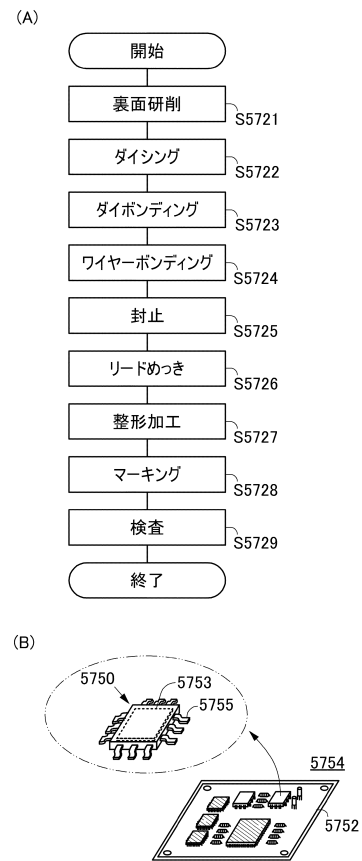 (A)
開始
裏面研削
S5721
ダイシング
S5722
ダイボンディング
S5723
ワイヤーボンディング
S5724
封止
S5725
リードめっき
S5726
整形加工
S5727
マーキング
S5728
検査
S5729
終了
(B)
5750
5753
5755
5754
5752